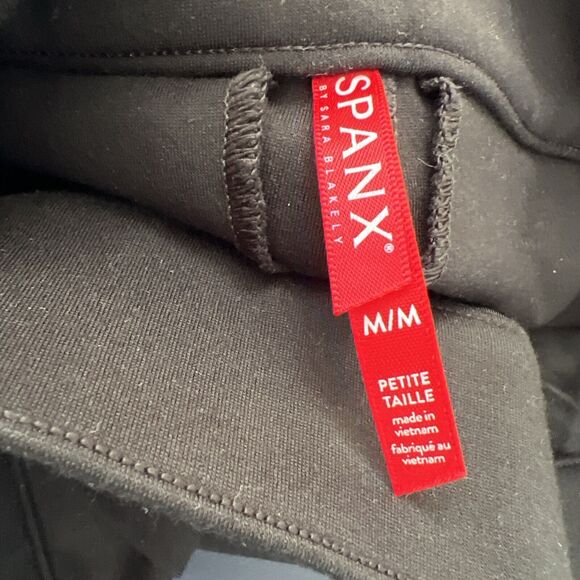 SPANX®
BY SARA BLAKELY
M/M
PETITE
TAILLE
made in
vietnam
fabriqué au
vietnam